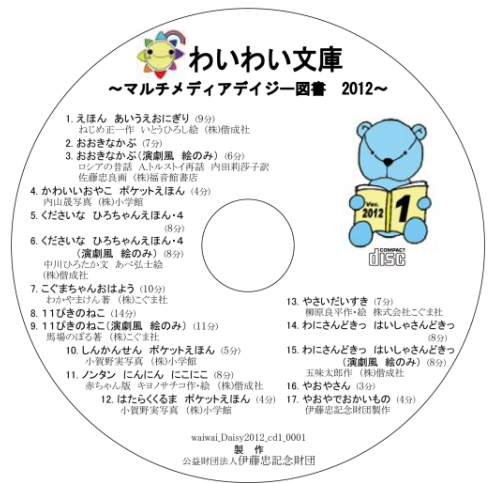 わいわい文庫
～マルチメディアデイジー図書　2012～
1. えほん　あいうえおにぎり (9分)
ねじめ正一作　いとうひろし絵　(株)偕成社
2. おおきなかぶ (7分)
3. おおきなかぶ(演劇風　絵のみ) (6分)
ロシアの昔話　A.トルストイ再話　内田莉莎子訳
佐藤忠良画　(株)福音館書店
4. かわいいおやこ　ポケットえほん (4分)
内山晟写真　(株)小学館
5. くださいな　ひろちゃんえほん・4
(8分)
6. くださいな　ひろちゃんえほん・4
(演劇風　絵のみ) (8分)
中川ひろたか文　あべ弘士絵
(株)偕成社
7. こぐまちゃんおはよう (10分)
わかやまけん著　(株)こぐま社
8. 11ぴきのねこ (14分)
9. 11ぴきのねこ(演劇風　絵のみ) (11分)
馬場のぼる著　(株)こぐま社
10. しんかんせん　ポケットえほん (5分)
小賀野実写真　(株)小学館
11. ノンタン　にんにん　にこにこ (8分)
赤ちゃん版　キヨノサチコ作・絵　(株)偕成社
12. はたらくくるま　ポケットえほん (4分)
小賀野実写真　(株)小学館
Ver.
2012
1
COMPACT
disc
13. やさいだいすき (7分)
柳原良平作・絵　株式会社こぐま社
14. わにさんどきっ　はいしゃさんどきっ
(8分)
15. わにさんどきっ　はいしゃさんどきっ
(演劇風　絵のみ) (8分)
五味太郎作　(株)偕成社
16. やおやさん (3分)
17. やおやでおかいもの (4分)
伊藤忠記念財団製作
waiwai_Daisy2012_cd1_0001
製　作
公益財団法人伊藤忠記念財団